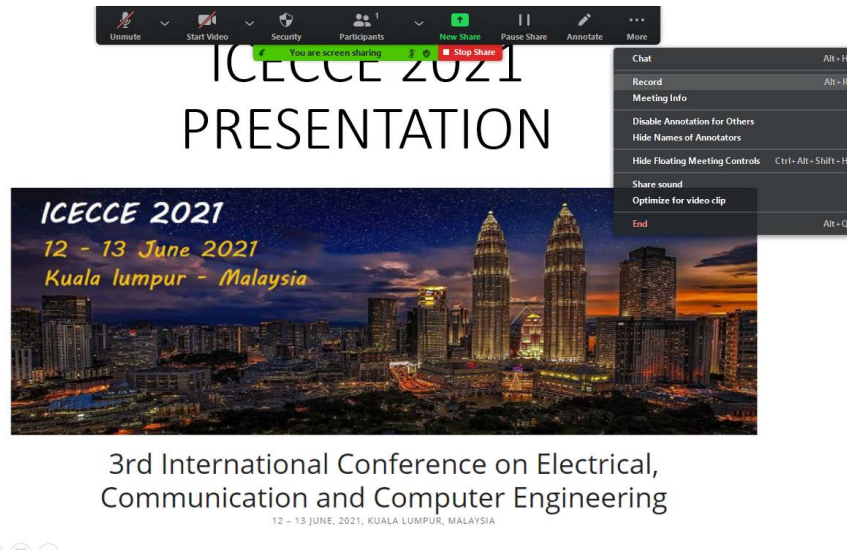 1
Unmute Start Video Security Participants New Share Pause Share Annotate More
You are screen sharing Stop Share
ICECCE 2021
PRESENTATION
Chat Alt+H
Record Alt+R
Meeting Info
Disable Annotation for Others
Hide Names of Annotators
Hide Floating Meeting Controls Ctrl+Alt+Shift+H
Share sound
Optimize for video clip
End Alt+Q
ICECCE 2021
12 - 13 June 2021
Kuala lumpur - Malaysia
3rd International Conference on Electrical,
Communication and Computer Engineering
12 – 13 JUNE, 2021, KUALA LUMPUR, MALAYSIA